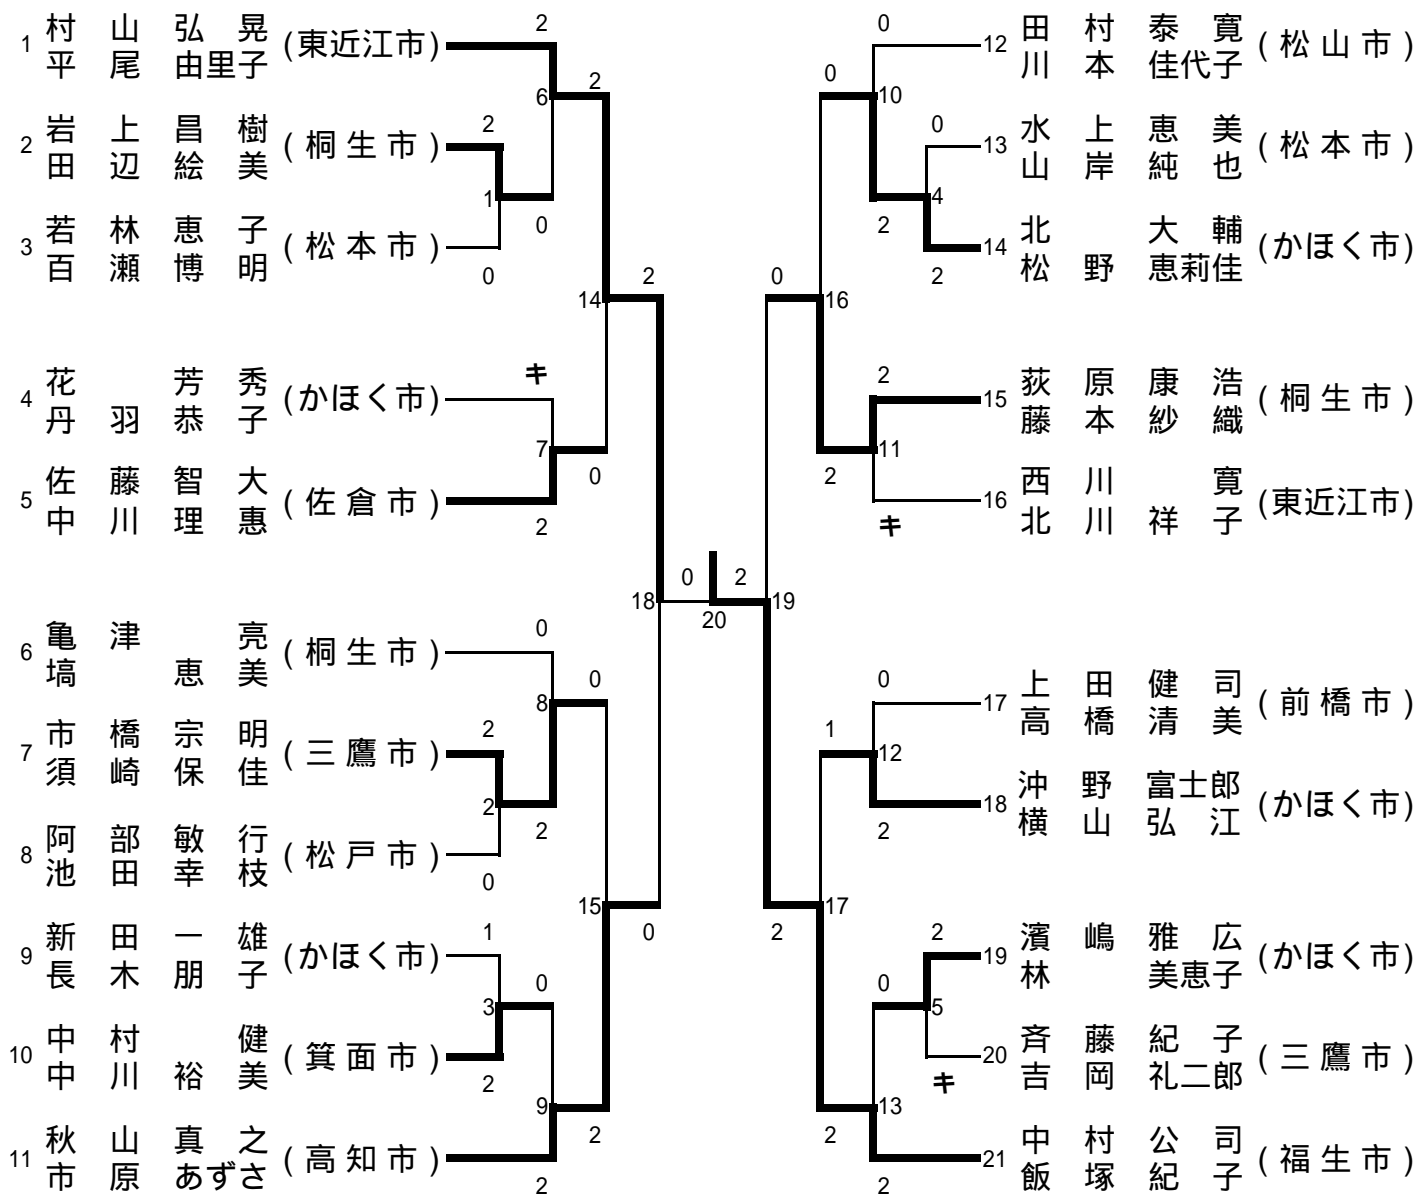 1 村山弘晃 (東近江市)
平尾由里子
2 岩上昌樹 (桐生市)
田辺絵美
3 若林恵子 (松本市)
百瀬博明
4 花芳秀 (かほく市)
丹羽恭子
5 佐藤智大 (佐倉市)
中川理惠
6 亀津亮 (桐生市)
塙恵美
7 市橋宗明 (三鷹市)
須崎保佳
8 阿部敏行 (松戸市)
池田幸枝
9 新田一雄 (かほく市)
長木朋子
10 中村健 (箕面市)
中川裕美
11 秋山真之 (高知市)
市原あずさ
2
6
2
2
1
0
0
14
2
キ
7
0
2
18
0
2
20
19
0
8
0
2
2
2
0
15
0
1
3
0
2
9
2
2
0
10
0
0
4
2
2
0
16
2
11
2
キ
0
12
1
2
17
2
2
5
0
キ
13
2
2
12 田村泰寛 (松山市)
川本佳代子
13 水上恵美 (松本市)
山岸純也
14 北大輔 (かほく市)
松野恵莉佳
15 荻原康浩 (桐生市)
藤本紗織
16 西川寛 (東近江市)
北川祥子
17 上田健司 (前橋市)
高橋清美
18 沖野富士郎 (かほく市)
横山弘江
19 濱嶋雅広 (かほく市)
林美恵子
20 斉藤紀子 (三鷹市)
吉岡礼二郎
21 中村公司 (福生市)
飯塚紀子